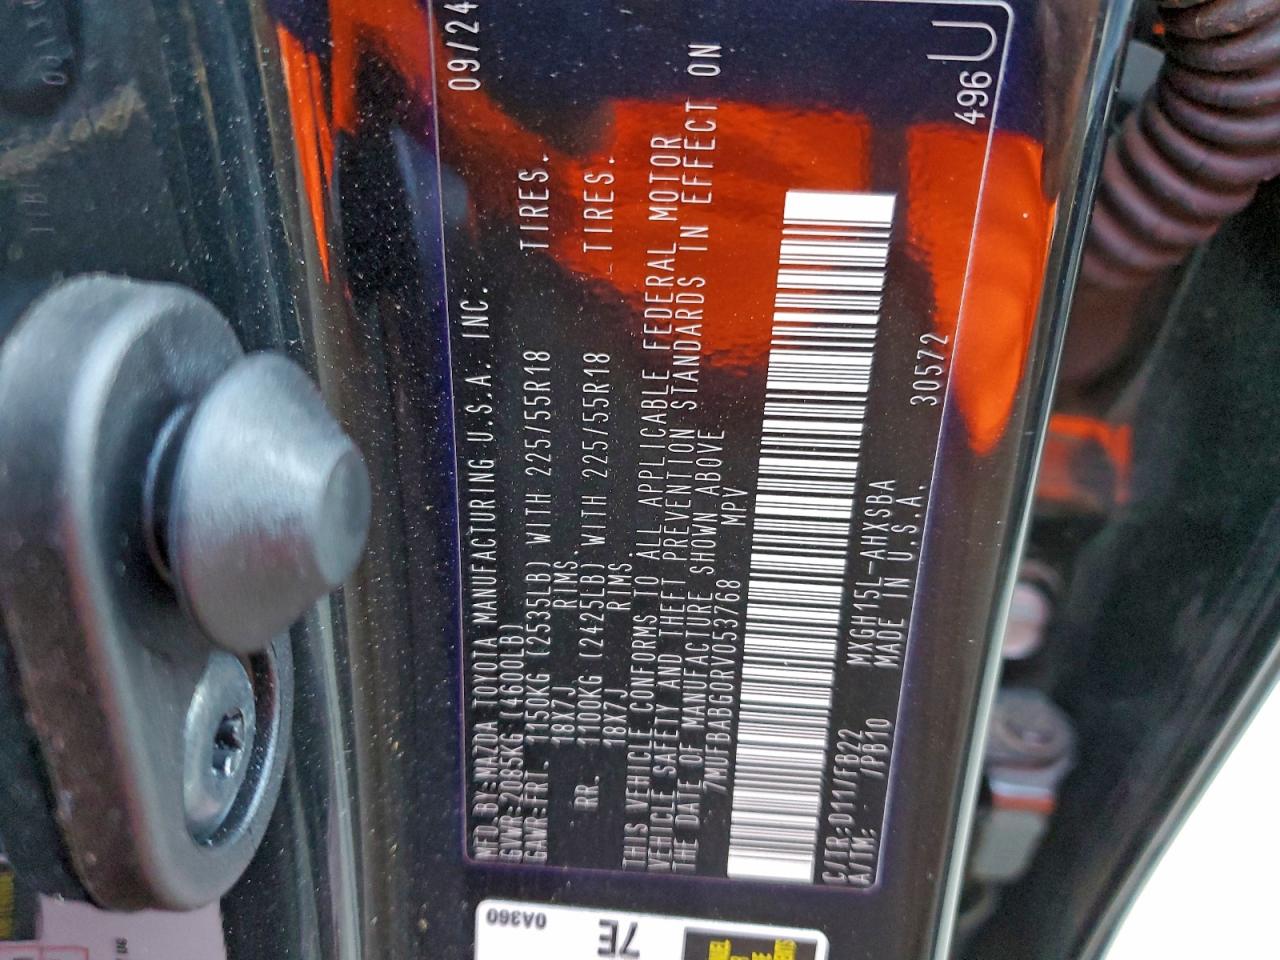 MFD.BY:MAZDA TOYOTA MANUFACTURING U.S.A. INC. 09/24
GVWR:2085KG (4600LB)
GAWR:FRT. 1150KG (2535LB) WITH 225/55R18 TIRES.
18X7J RIMS.
RR. 1100KG (2425LB) WITH 225/55R18 TIRES.
18X7J RIMS.
THIS VEHICLE CONFORMS TO ALL APPLICABLE FEDERAL MOTOR
VEHICLE SAFETY AND THEFT PREVENTION STANDARDS IN EFFECT ON
THE DATE OF MANUFACTURE SHOWN ABOVE
7MUFBABG0RV053768 MPV
C/TR:D11/FB22 MXGH15L-AHXSBA 30572 496U
A/TM: /PB10 MADE IN U.S.A.
0A360
7E